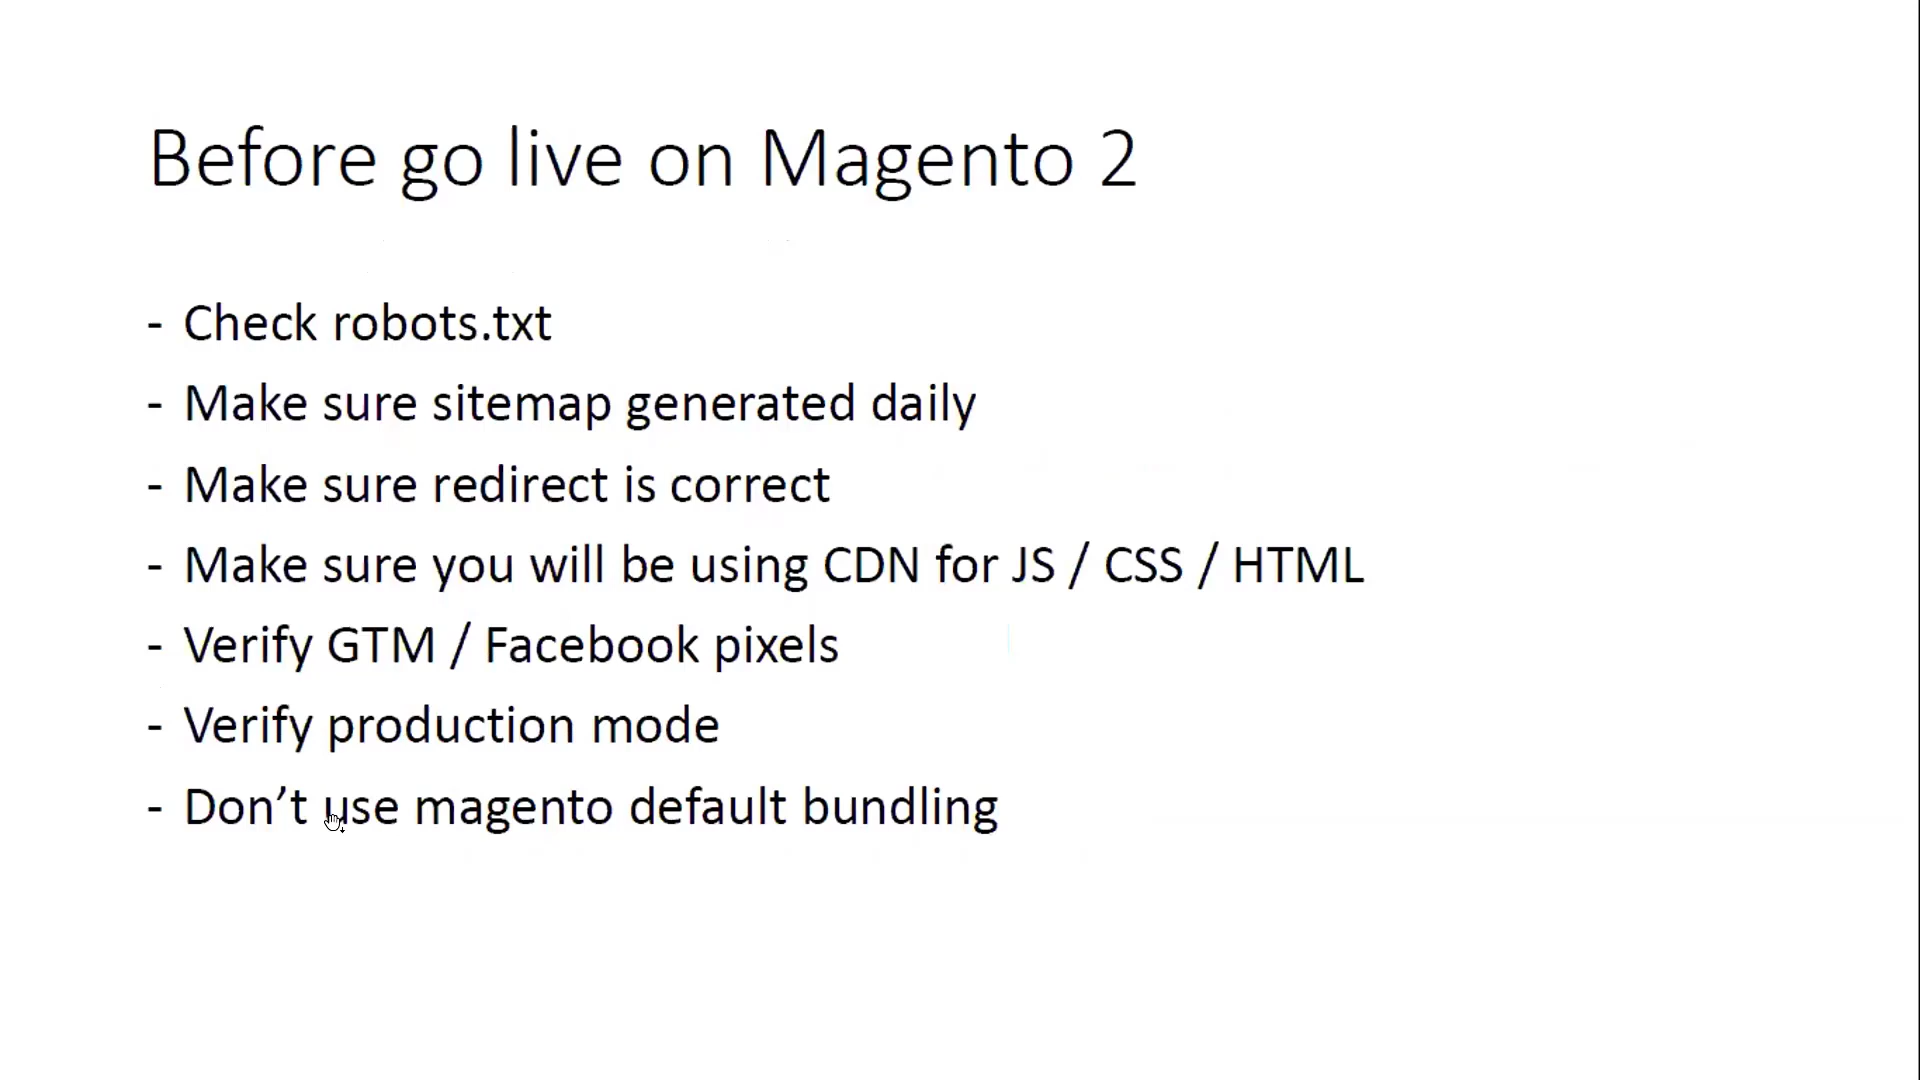 Before go live on Magento 2
- Check robots.txt
- Make sure sitemap generated daily
- Make sure redirect is correct
- Make sure you will be using CDN for JS / CSS / HTML
- Verify GTM / Facebook pixels
- Verify production mode
- Don’t use magento default bundling